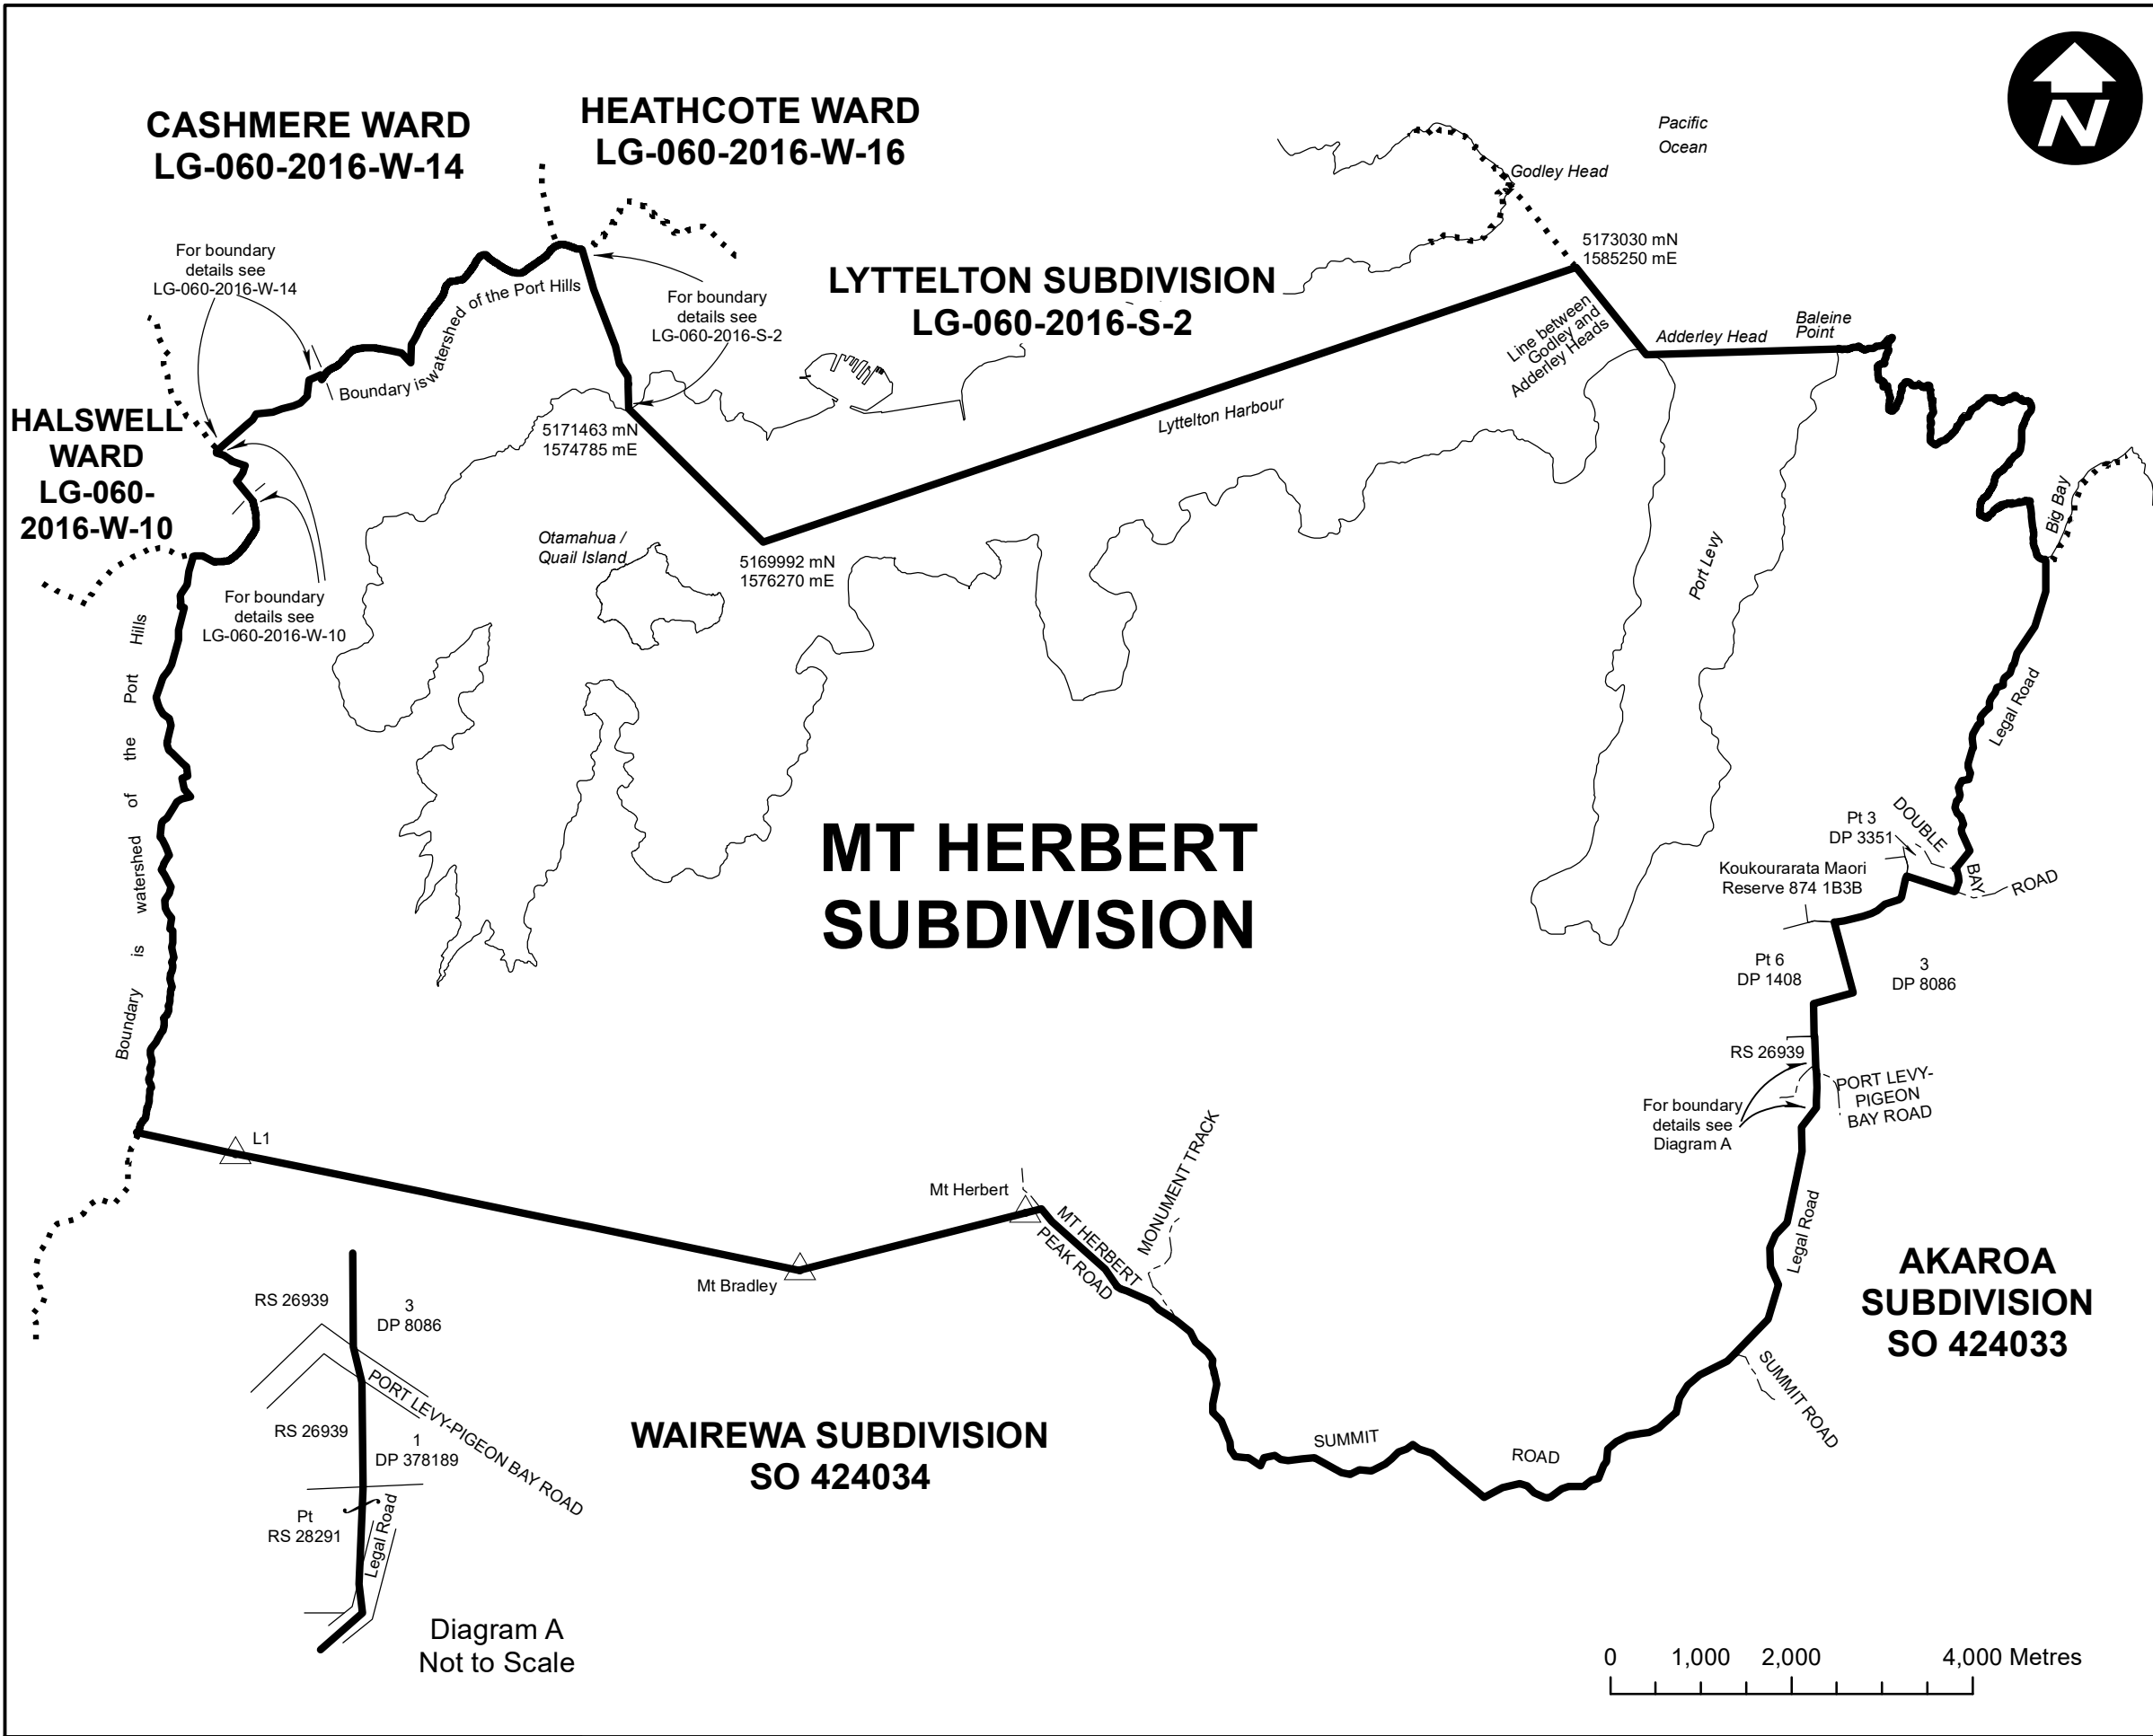 CASHMERE WARD
LG-060-2016-W-14
HEATHCOTE WARD
LG-060-2016-W-16
Pacific
Ocean
N
Godley Head
For boundary
details see
LG-060-2016-W-14
5173030 mN
1585250 mE
LYTTELTON SUBDIVISION
LG-060-2016-S-2
For boundary
details see
LG-060-2016-S-2
Boundary is watershed of the Port Hills
Line between
Godley and
Adderley Heads
Adderley Head
Baleine
Point
HALSWELL
WARD
LG-060-
2016-W-10
5171463 mN
1574785 mE
Lyttelton Harbour
Big Bay
Otamahua /
Quail Island
5169992 mN
1576270 mE
Port Levy
For boundary
details see
LG-060-2016-W-10
Boundary is watershed of the Port Hills
Legal Road
MT HERBERT
SUBDIVISION
Pt 3
DP 3351
DOUBLE
BAY
ROAD
Koukourarata Maori
Reserve 874 1B3B
Pt 6
DP 1408
3
DP 8086
RS 26939
PORT LEVY-
PIGEON
BAY ROAD
For boundary
details see
Diagram A
L1
Mt Herbert
MT HERBERT
PEAK ROAD
MONUMENT TRACK
Mt Bradley
Legal Road
AKAROA
SUBDIVISION
SO 424033
SUMMIT ROAD
SUMMIT
ROAD
WAIREWA SUBDIVISION
SO 424034
RS 26939
3
DP 8086
PORT LEVY-PIGEON BAY ROAD
RS 26939
1
DP 378189
Pt
RS 28291
Legal Road
Diagram A
Not to Scale
0 1,000 2,000 4,000 Metres